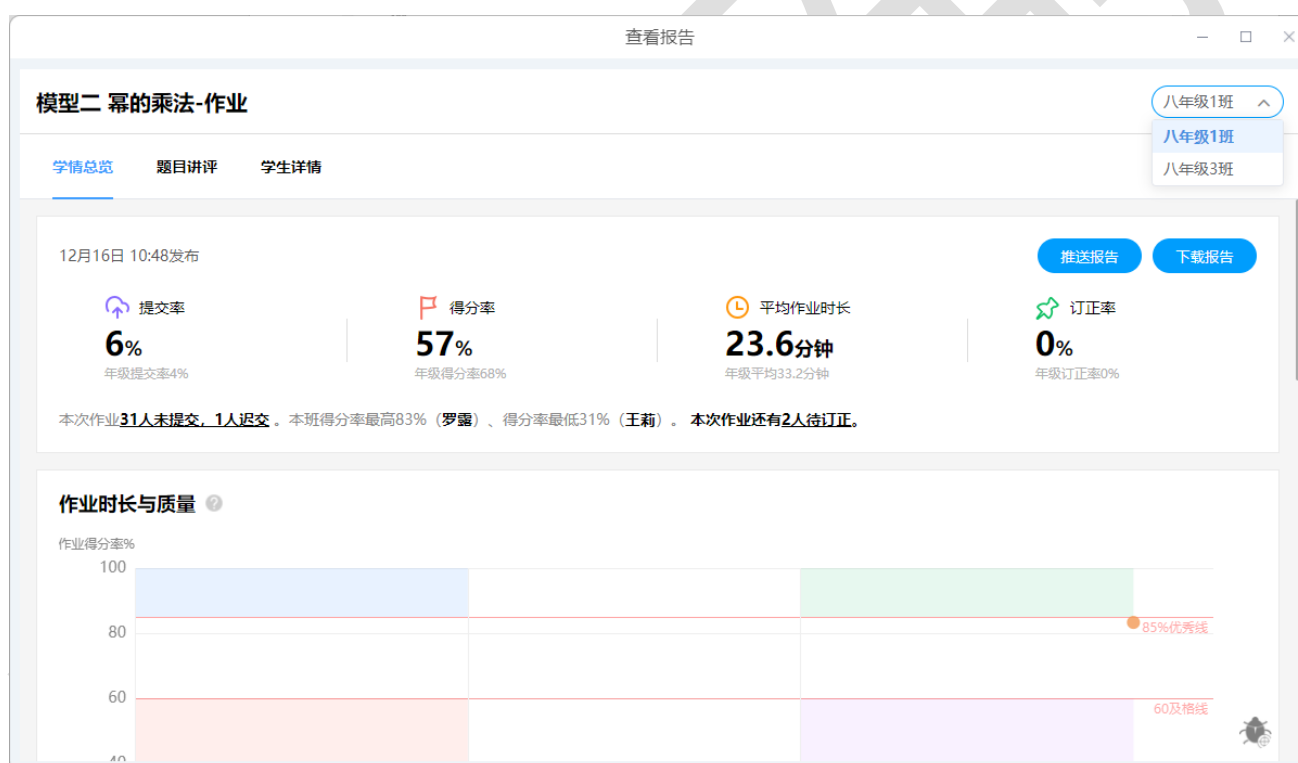 查看报告
模型二 幂的乘法-作业
八年级1班
八年级1班
八年级3班
学情总览 题目讲评 学生详情
12月16日 10:48发布
推送报告 下载报告
提交率 得分率 平均作业时长 订正率
6% 57% 23.6分钟 0%
年级提交率4% 年级得分率68% 年级平均33.2分钟 年级订正率0%
本次作业31人未提交，1人迟交 。本班得分率最高83%（罗露）、得分率最低31%（王莉）。 本次作业还有2人待订正。
作业时长与质量 ?
作业得分率%
100
80
85%优秀线
60
60及格线
40